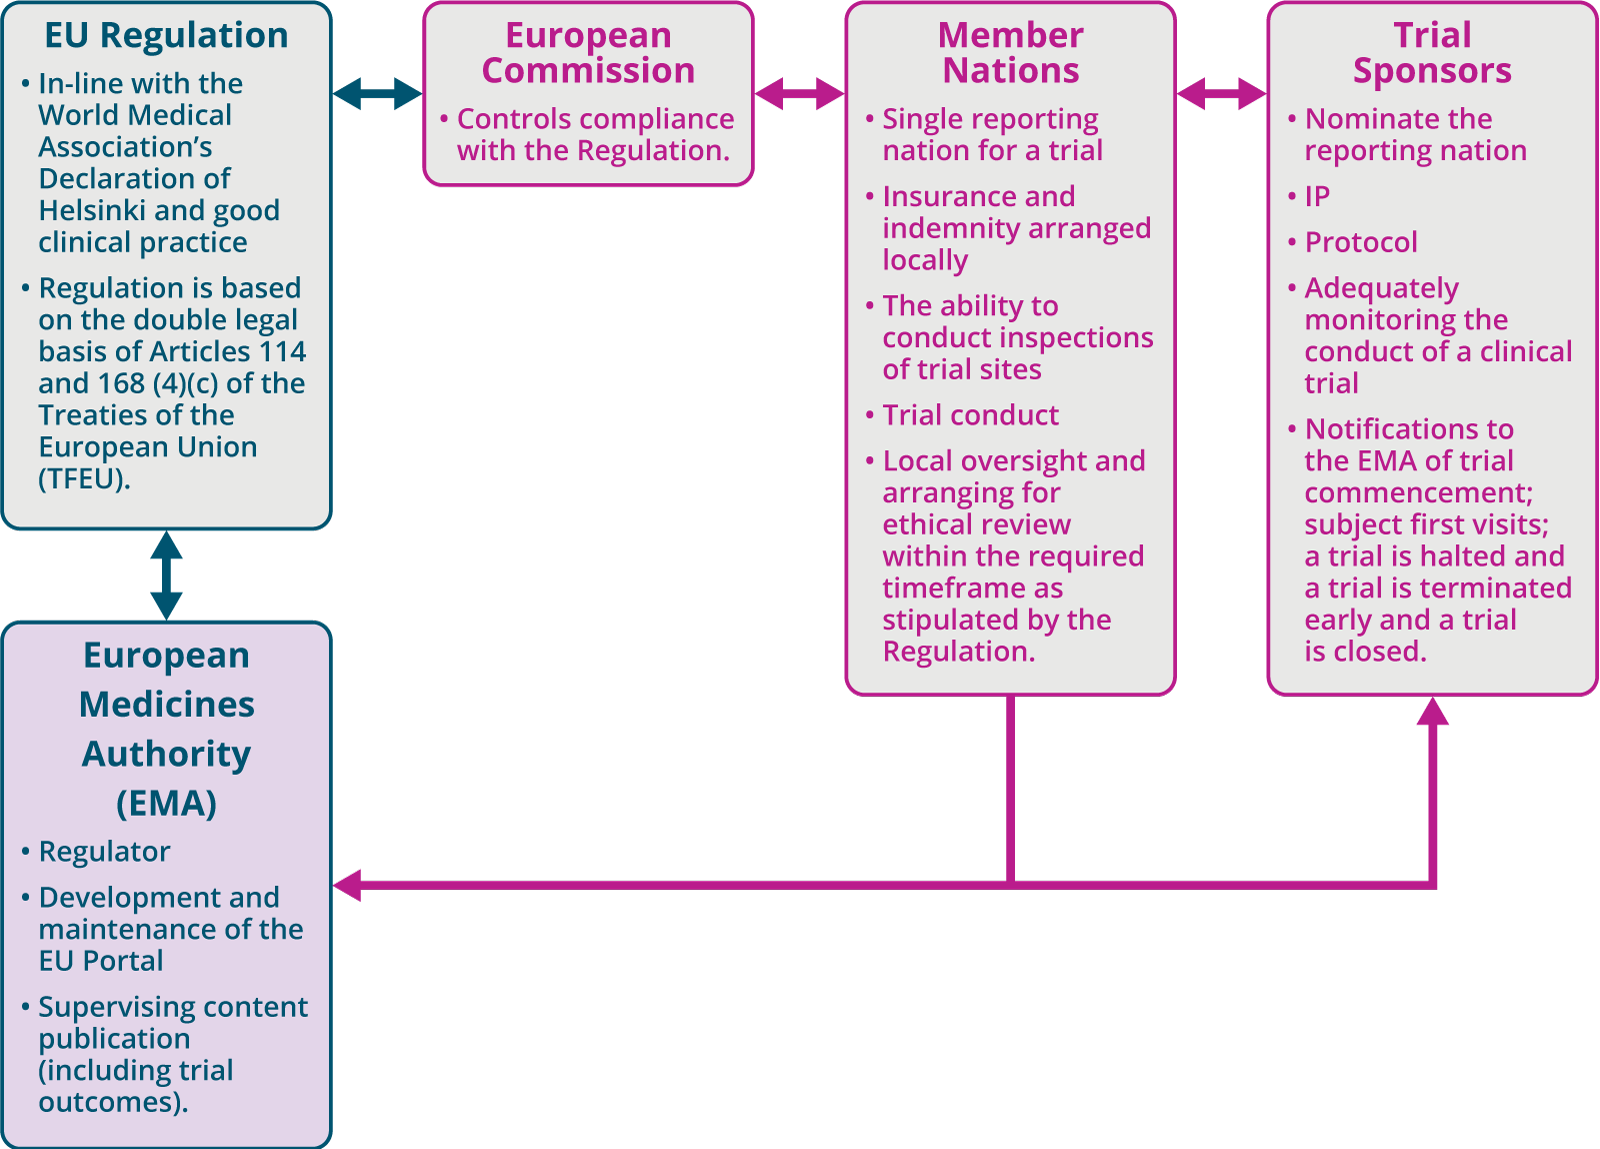 EU Regulation
• In-line with the
World Medical
Association’s
Declaration of
Helsinki and good
clinical practice
• Regulation is based
on the double legal
basis of Articles 114
and 168 (4)(c) of the
Treaties of the
European Union
(TFEU).
European
Commission
• Controls compliance
with the Regulation.
Member
Nations
• Single reporting
nation for a trial
• Insurance and
indemnity arranged
locally
• The ability to
conduct inspections
of trial sites
• Trial conduct
• Local oversight and
arranging for
ethical review
within the required
timeframe as
stipulated by the
Regulation.
Trial
Sponsors
• Nominate the
reporting nation
• IP
• Protocol
• Adequately
monitoring the
conduct of a clinical
trial
• Notifications to
the EMA of trial
commencement;
subject first visits;
a trial is halted and
a trial is terminated
early and a trial
is closed.
European
Medicines
Authority
(EMA)
• Regulator
• Development and
maintenance of the
EU Portal
• Supervising content
publication
(including trial
outcomes).